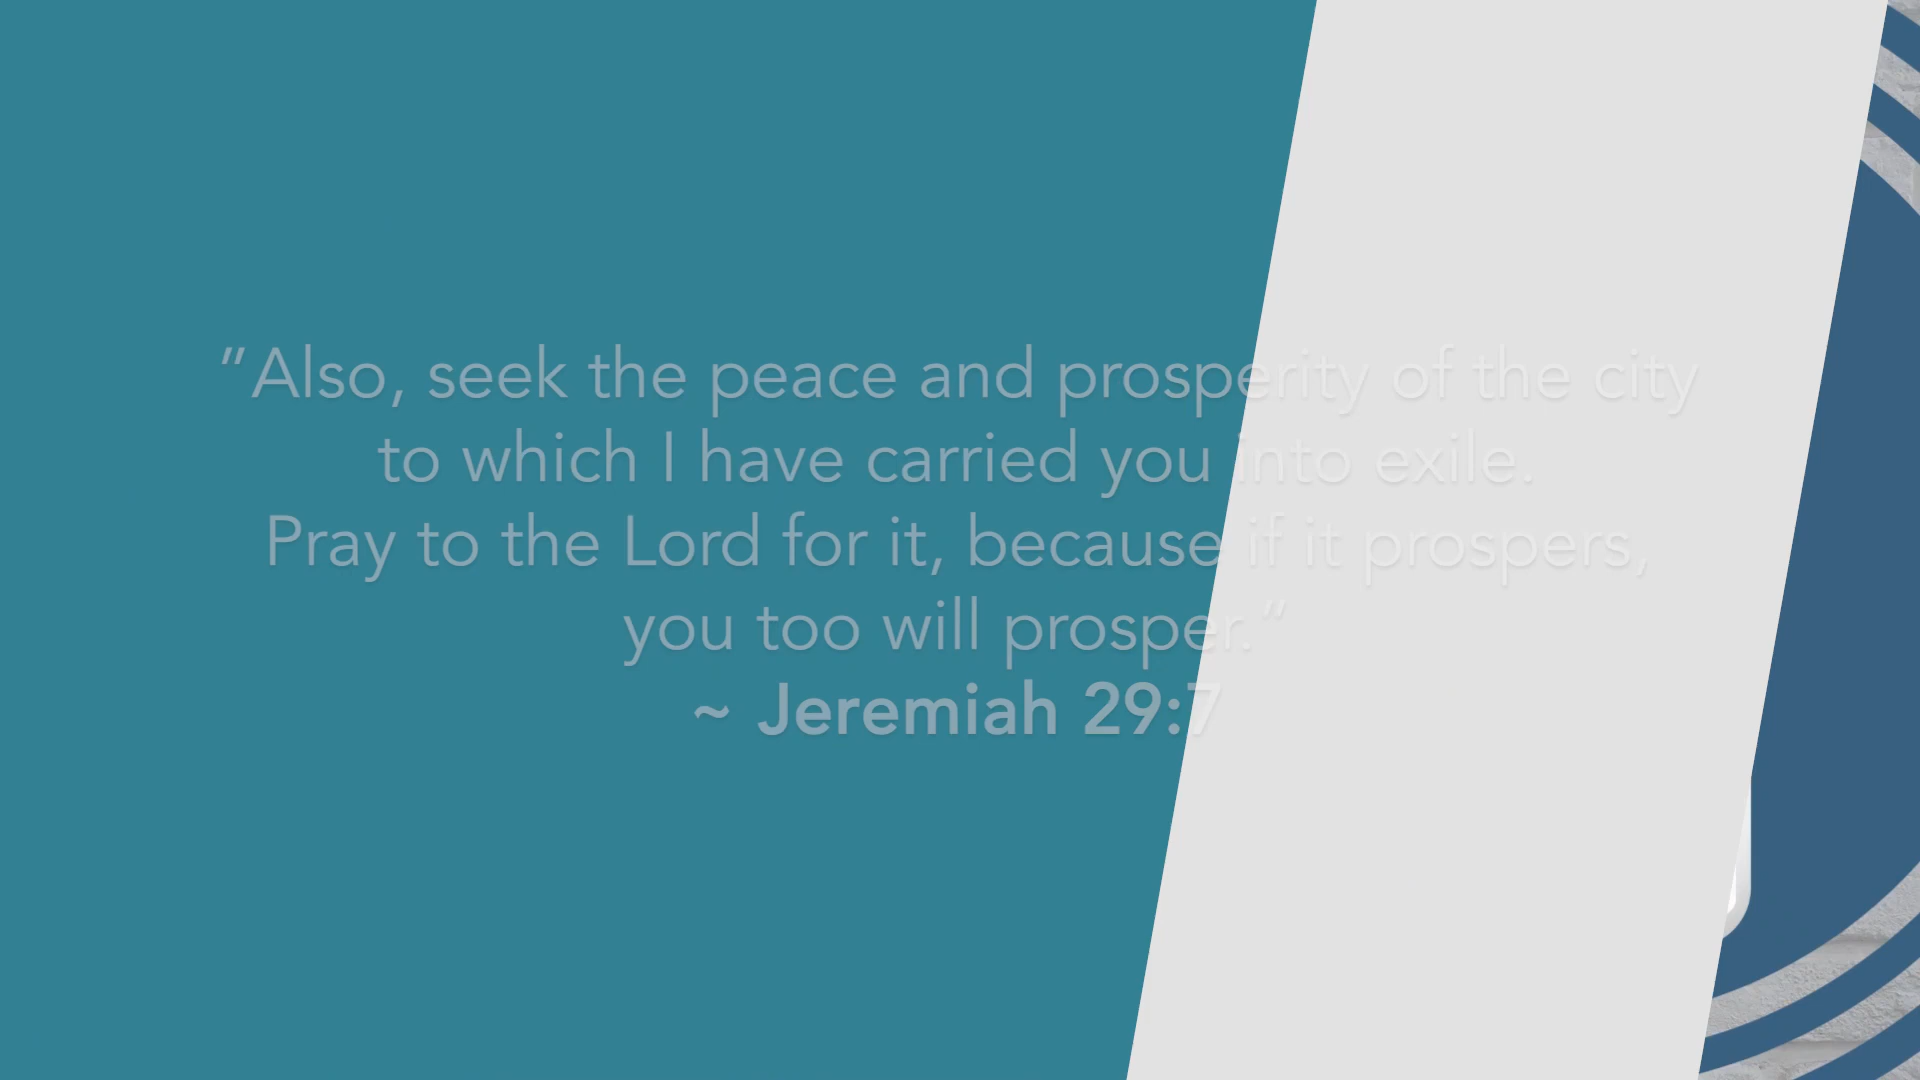 "Also, seek the peace and prosperity of the city
to which I have carried you into exile.
Pray to the Lord for it, because if it prospers,
you too will prosper."
~ Jeremiah 29:7